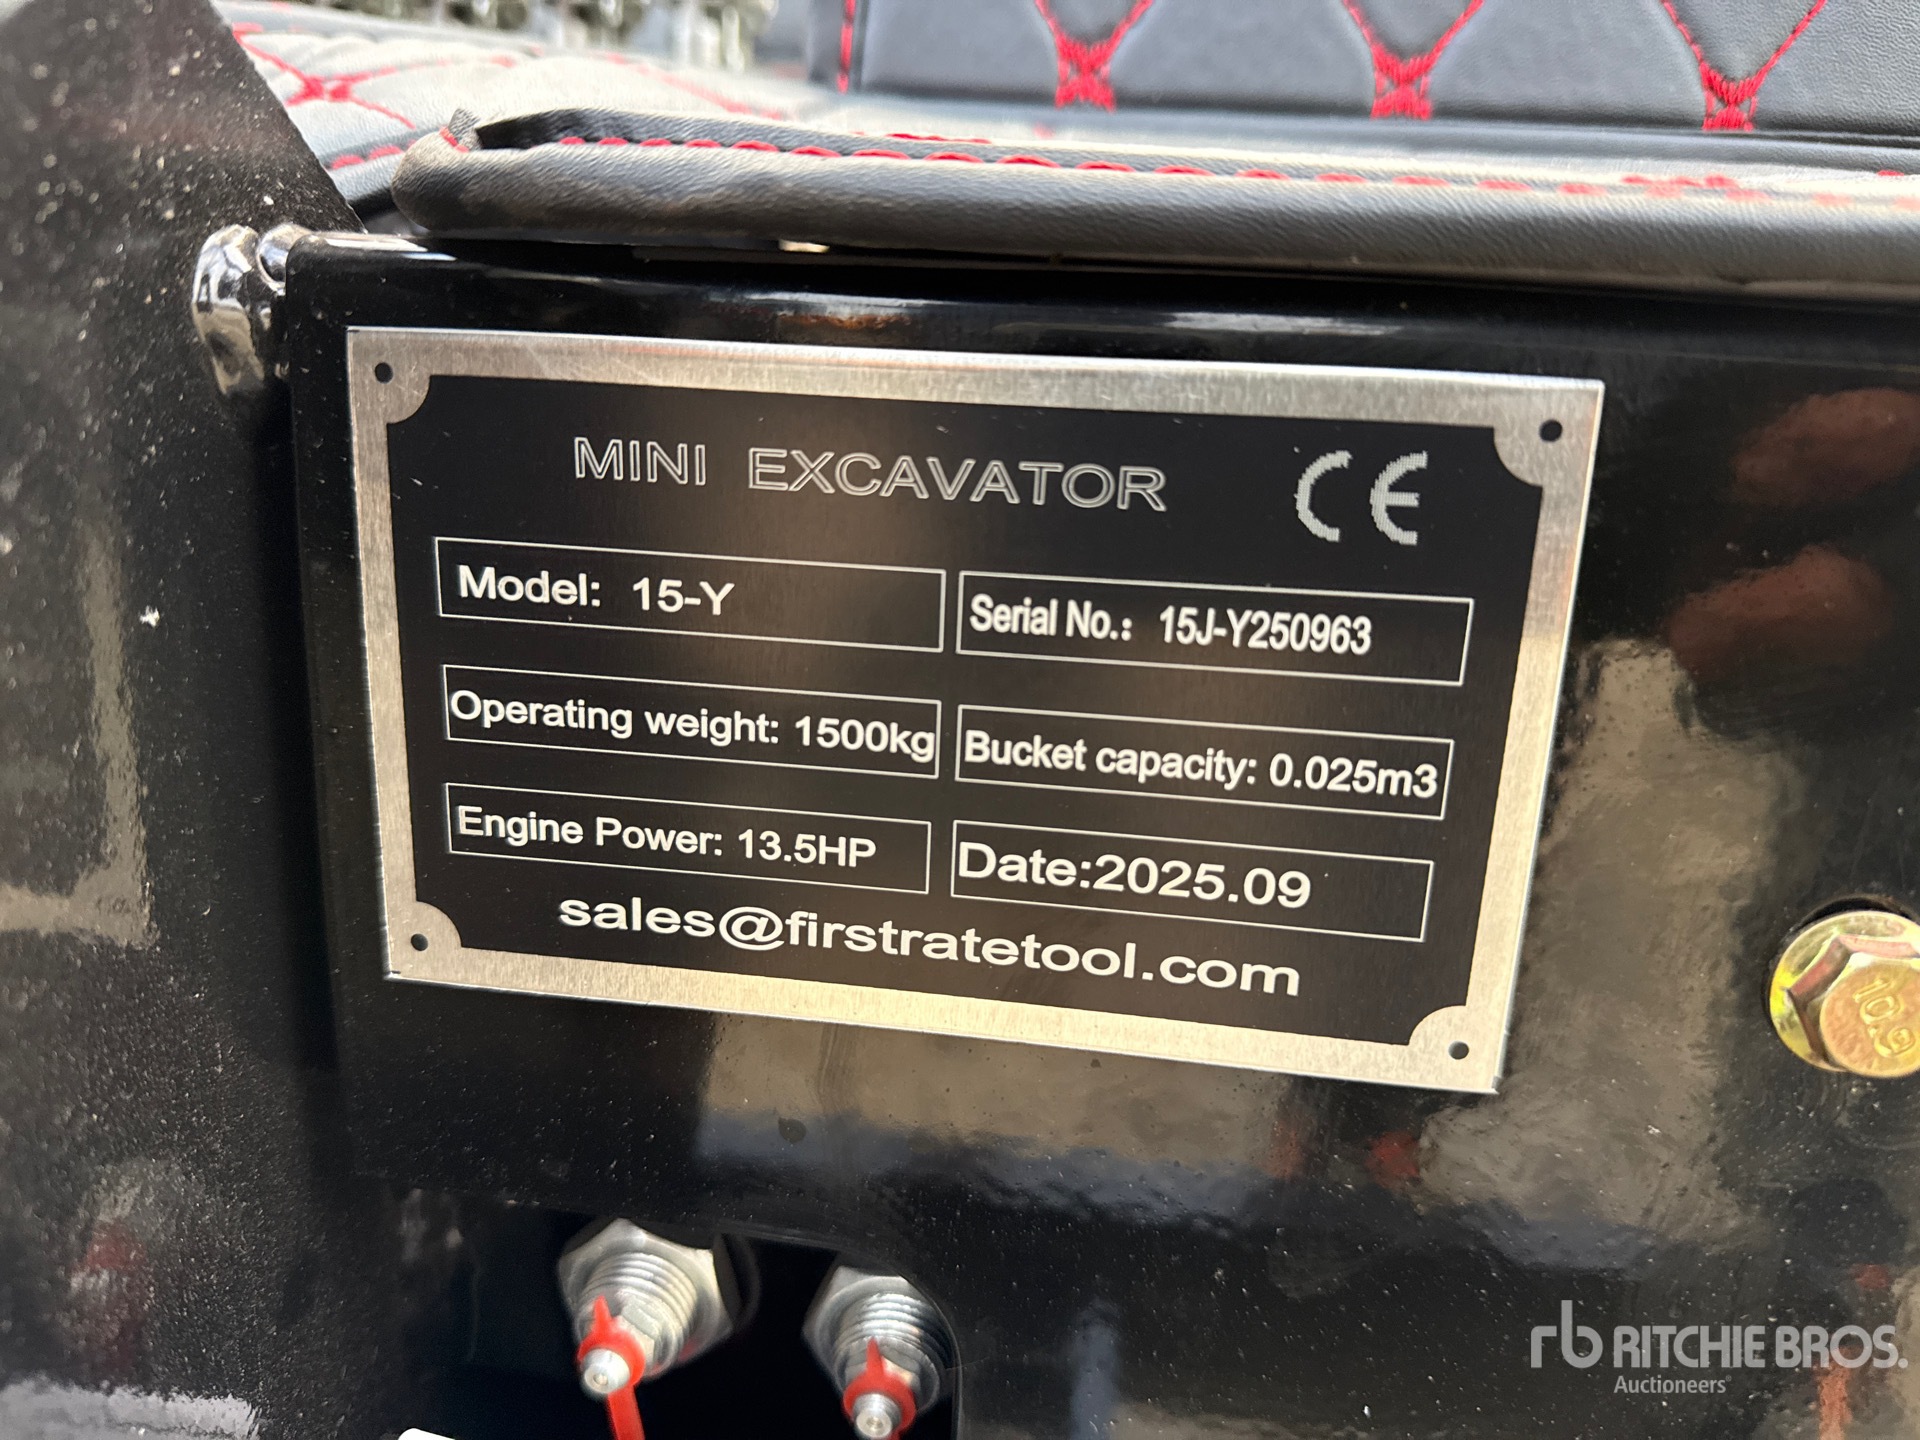 MINI EXCAVATOR CE
Model: 15-Y
Serial No.: 15J-Y250963
Operating weight: 1500kg
Bucket capacity: 0.025m3
Engine Power: 13.5HP
Date:2025.09
sales@firstratetool.com
10.9
rb RITCHIE BROS.
Auctioneers